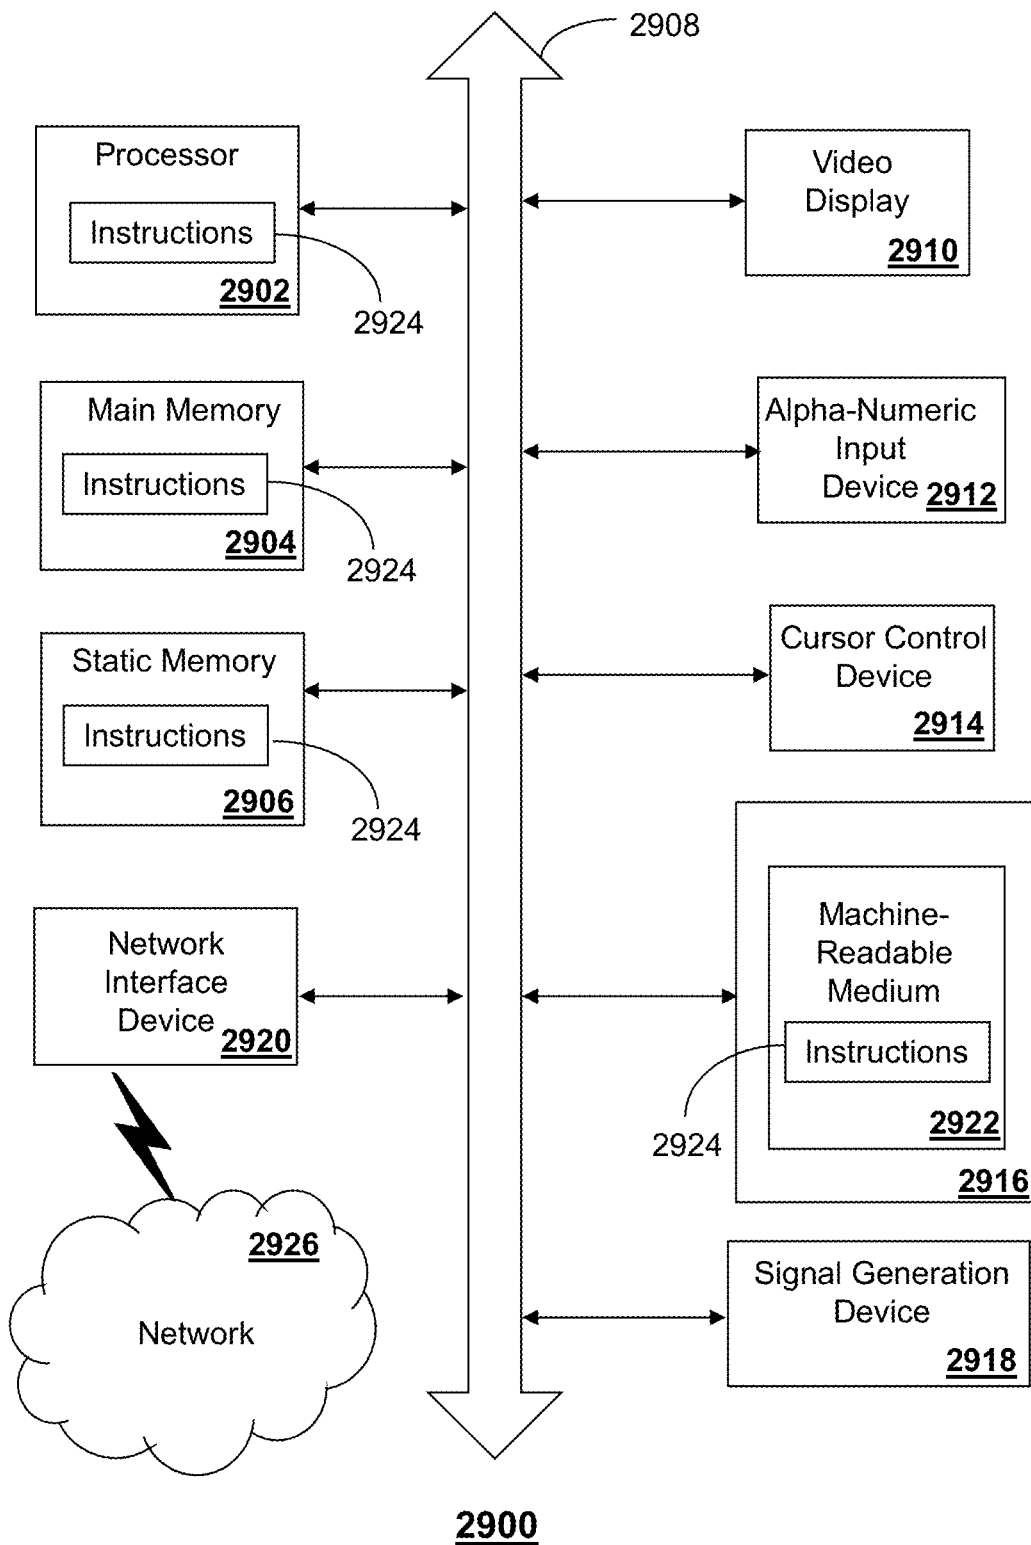 2908
Processor
Instructions
2902
2924
Video
Display
2910
Main Memory
Instructions
2904
2924
Alpha-Numeric
Input
Device 2912
Static Memory
Instructions
2906
2924
Cursor Control
Device
2914
Network
Interface
Device 2920
Machine-
Readable
Medium
Instructions
2922
2924
2916
2926
Network
Signal Generation
Device
2918
2900